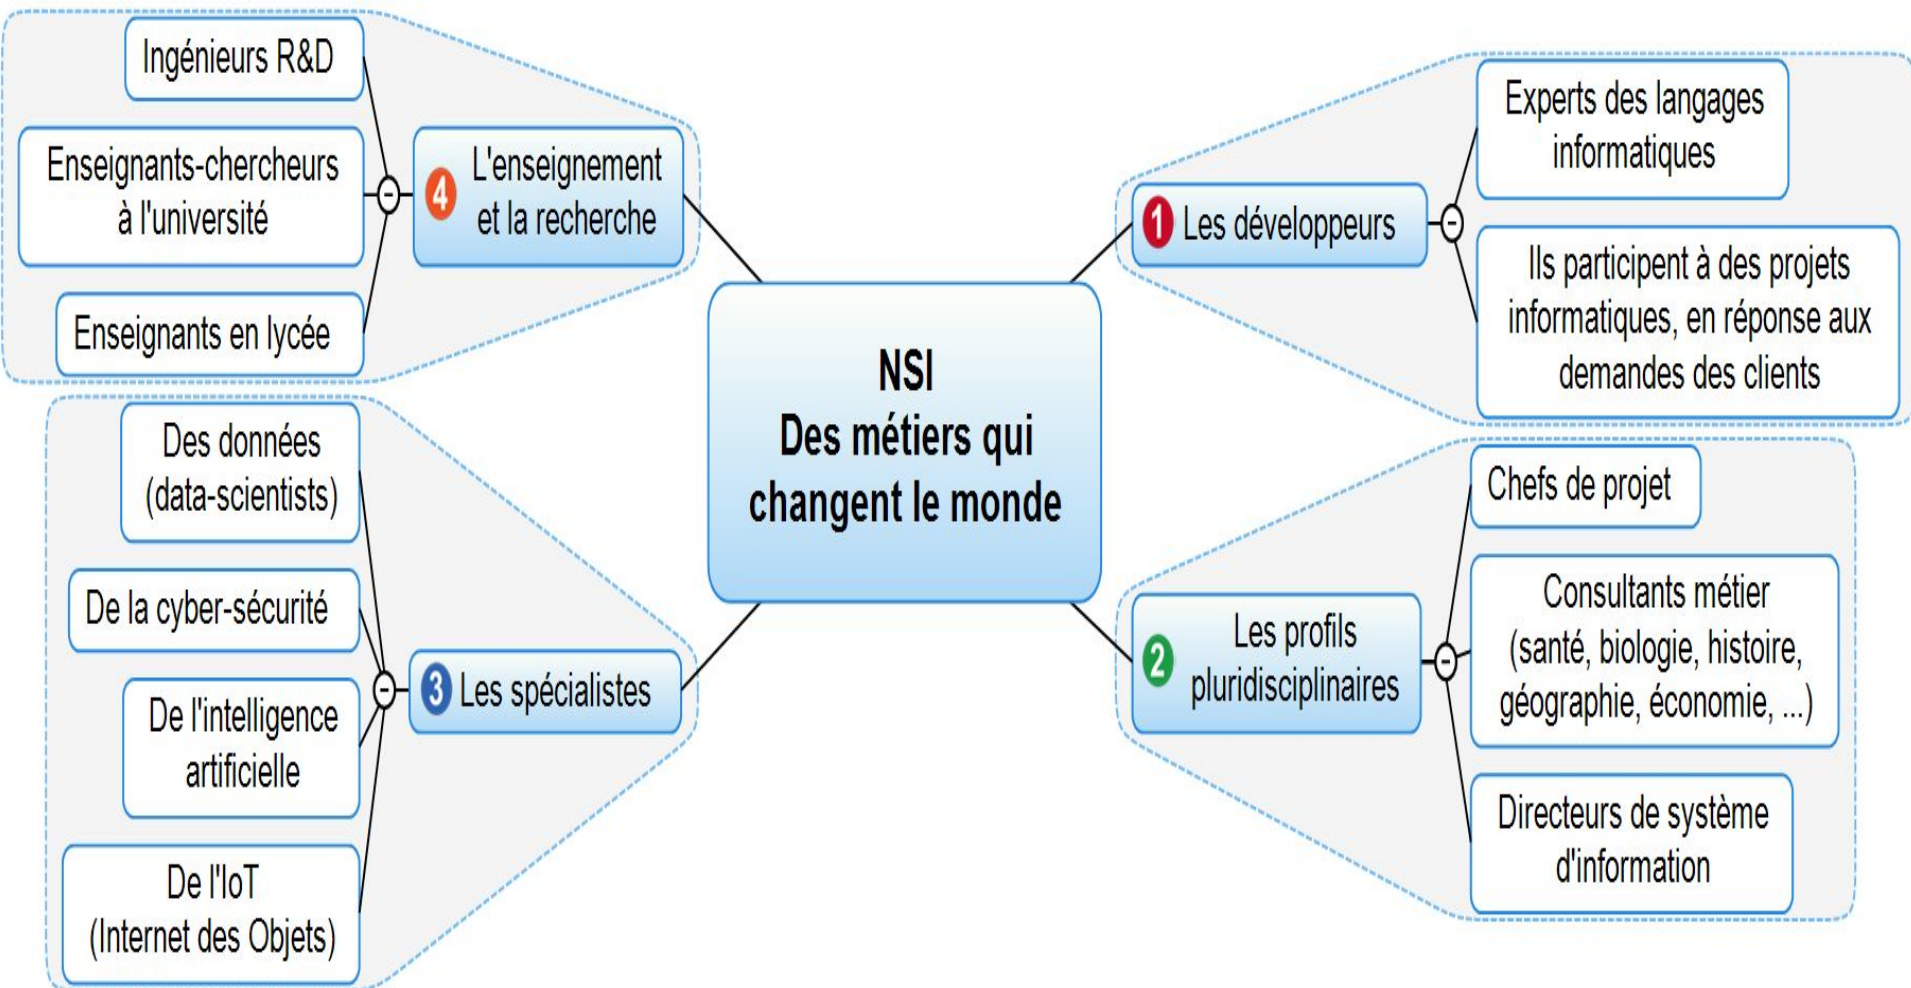 NSI
Des métiers qui
changent le monde
1 Les développeurs
Experts des langages
informatiques
Ils participent à des projets
informatiques, en réponse aux
demandes des clients
2 Les profils
pluridisciplinaires
Chefs de projet
Consultants métier
(santé, biologie, histoire,
géographie, économie, ...)
Directeurs de système
d'information
3 Les spécialistes
Des données
(data-scientists)
De la cyber-sécurité
De l'intelligence
artificielle
De l'IoT
(Internet des Objets)
4 L'enseignement
et la recherche
Ingénieurs R&D
Enseignants-chercheurs
à l'université
Enseignants en lycée